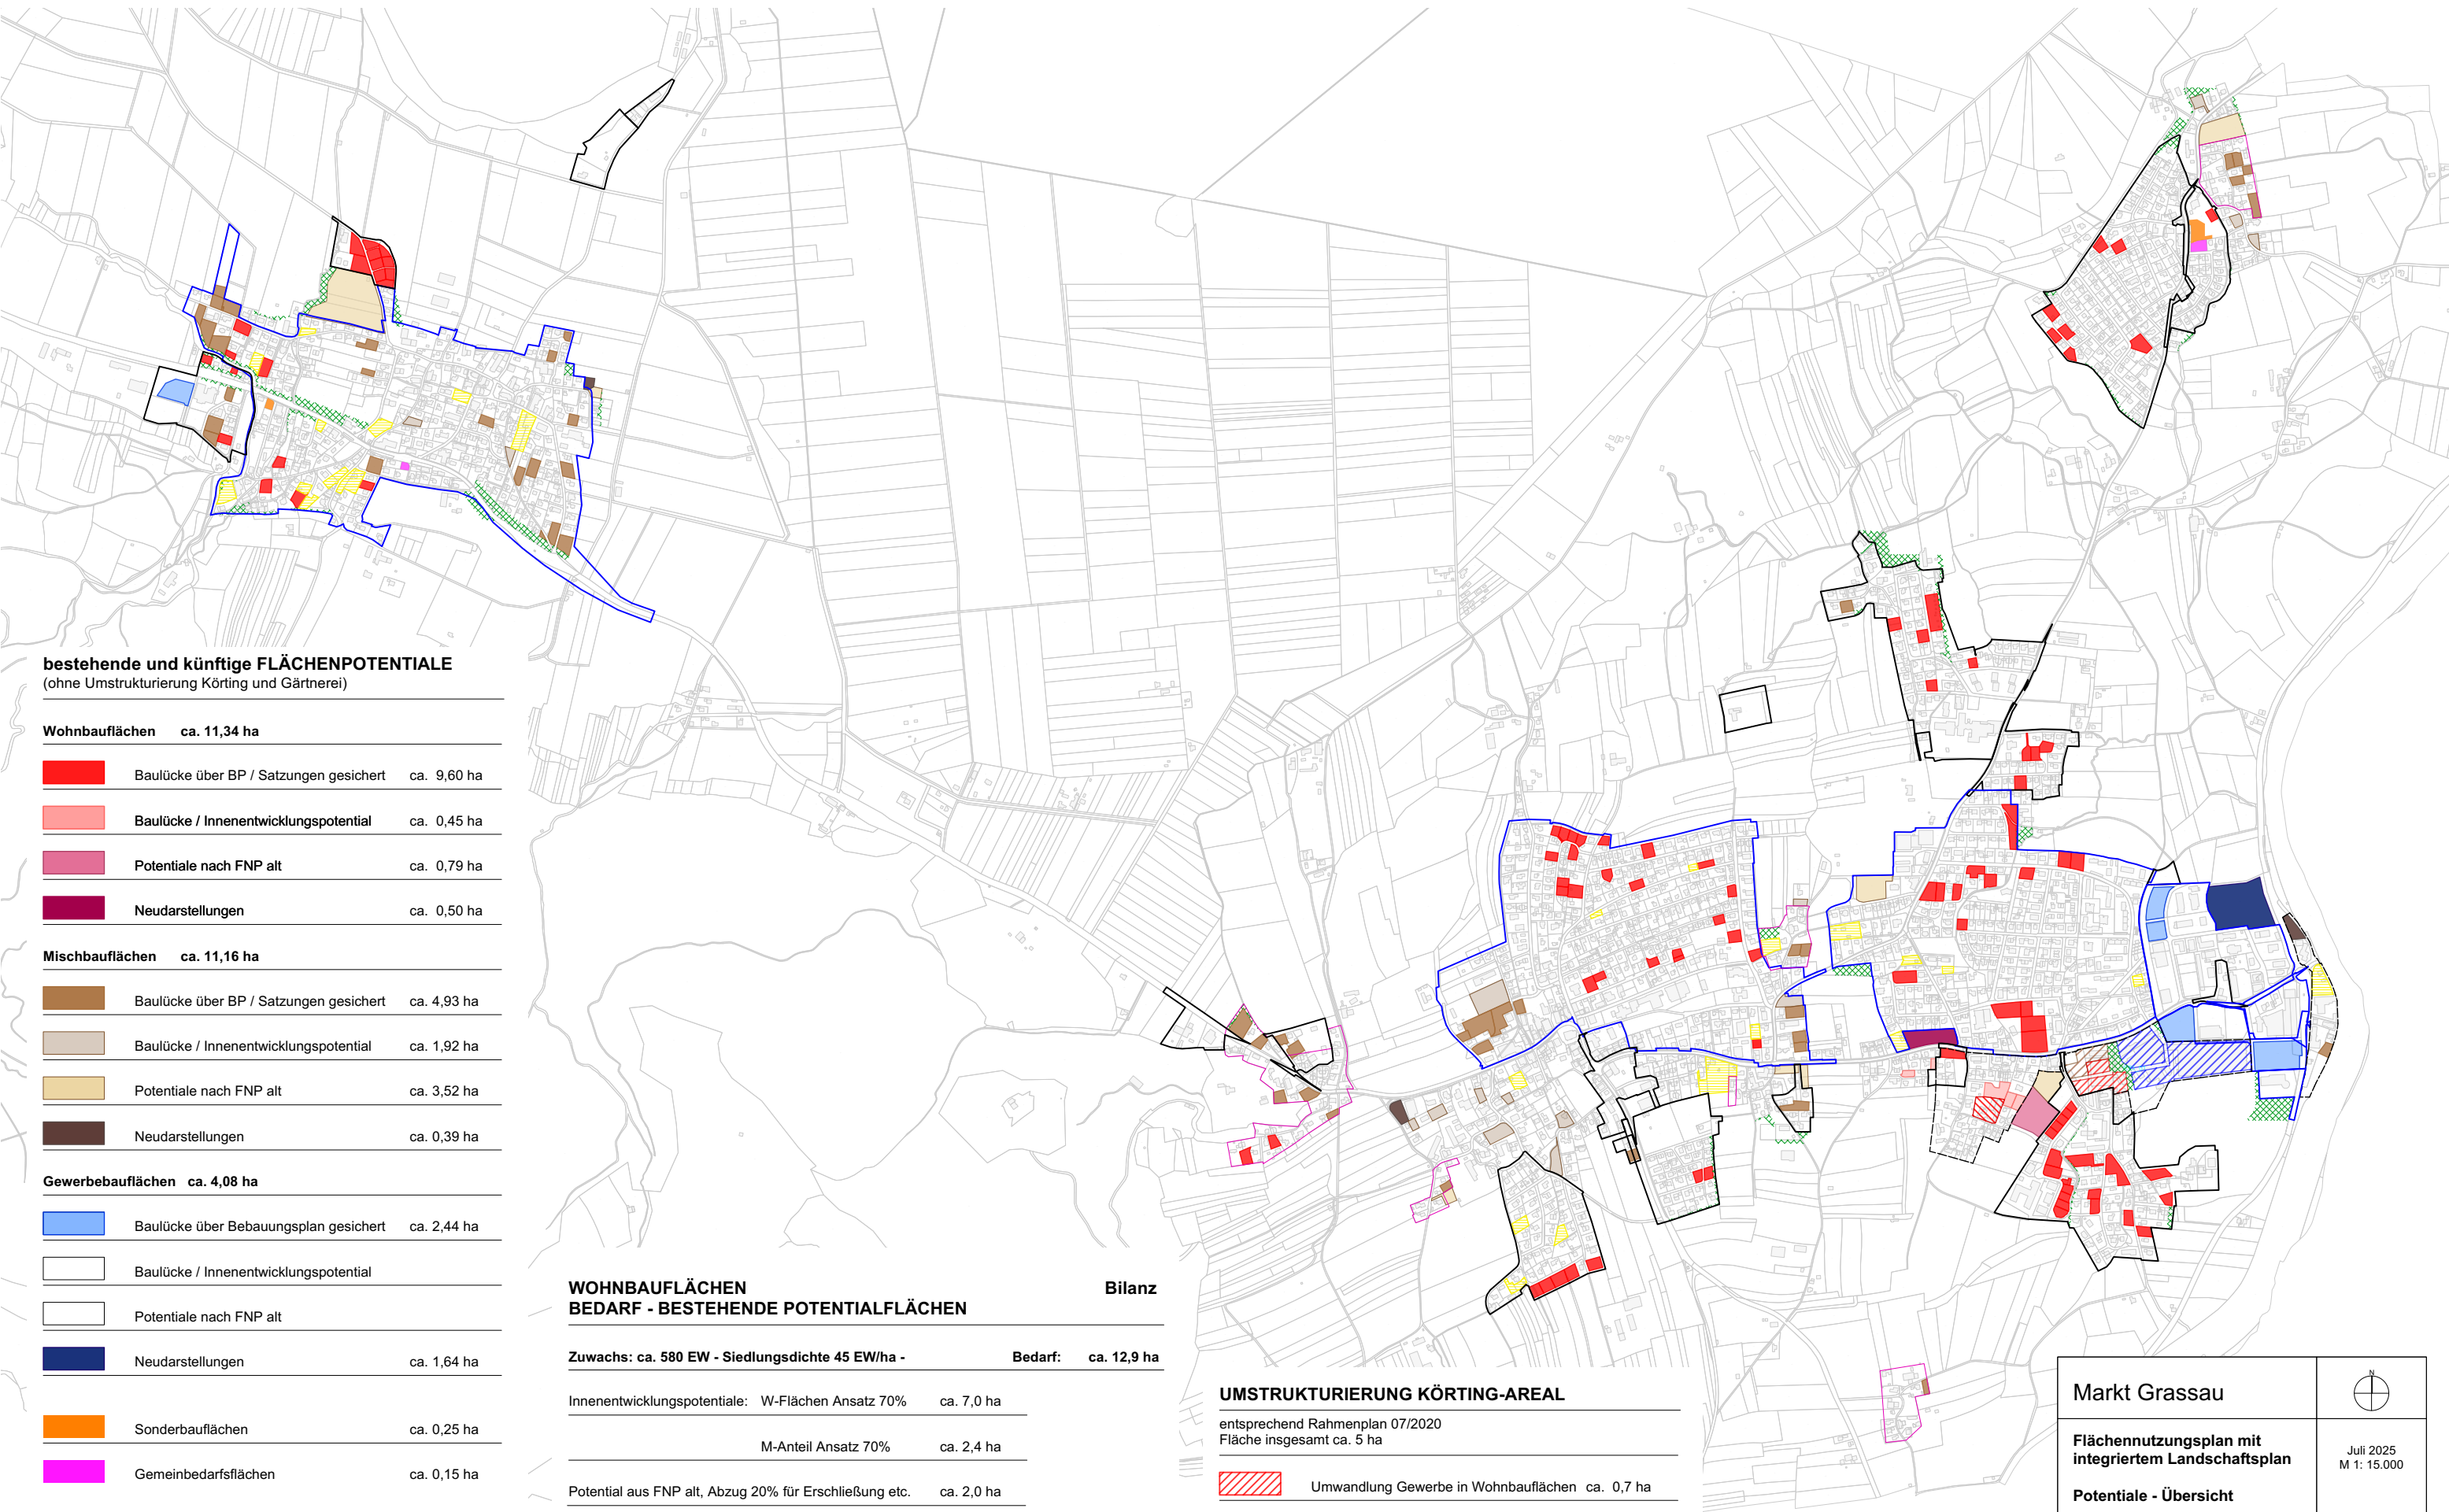 bestehende und künftige FLÄCHENPOTENTIALE
(ohne Umstrukturierung Körting und Gärtnerei)
Wohnbauflächen ca. 11,34 ha
Baulücke über BP / Satzungen gesichert ca. 9,60 ha
Baulücke / Innenentwicklungspotential ca. 0,45 ha
Potentiale nach FNP alt ca. 0,79 ha
Neudarstellungen ca. 0,50 ha
Mischbauflächen ca. 11,16 ha
Baulücke über BP / Satzungen gesichert ca. 4,93 ha
Baulücke / Innenentwicklungspotential ca. 1,92 ha
Potentiale nach FNP alt ca. 3,52 ha
Neudarstellungen ca. 0,39 ha
Gewerbebauflächen ca. 4,08 ha
Baulücke über Bebauungsplan gesichert ca. 2,44 ha
Baulücke / Innenentwicklungspotential
Potentiale nach FNP alt
Neudarstellungen ca. 1,64 ha
Sonderbauflächen ca. 0,25 ha
Gemeinbedarfsflächen ca. 0,15 ha
WOHNBAUFLÄCHEN Bilanz
BEDARF - BESTEHENDE POTENTIALFLÄCHEN
Zuwachs: ca. 580 EW - Siedlungsdichte 45 EW/ha - Bedarf: ca. 12,9 ha
Innenentwicklungspotentiale: W-Flächen Ansatz 70% ca. 7,0 ha
M-Anteil Ansatz 70% ca. 2,4 ha
Potential aus FNP alt, Abzug 20% für Erschließung etc. ca. 2,0 ha
UMSTRUKTURIERUNG KÖRTING-AREAL
entsprechend Rahmenplan 07/2020
Fläche insgesamt ca. 5 ha
Umwandlung Gewerbe in Wohnbauflächen ca. 0,7 ha
Markt Grassau
N
Flächennutzungsplan mit
integriertem Landschaftsplan
Juli 2025
M 1: 15.000
Potentiale - Übersicht